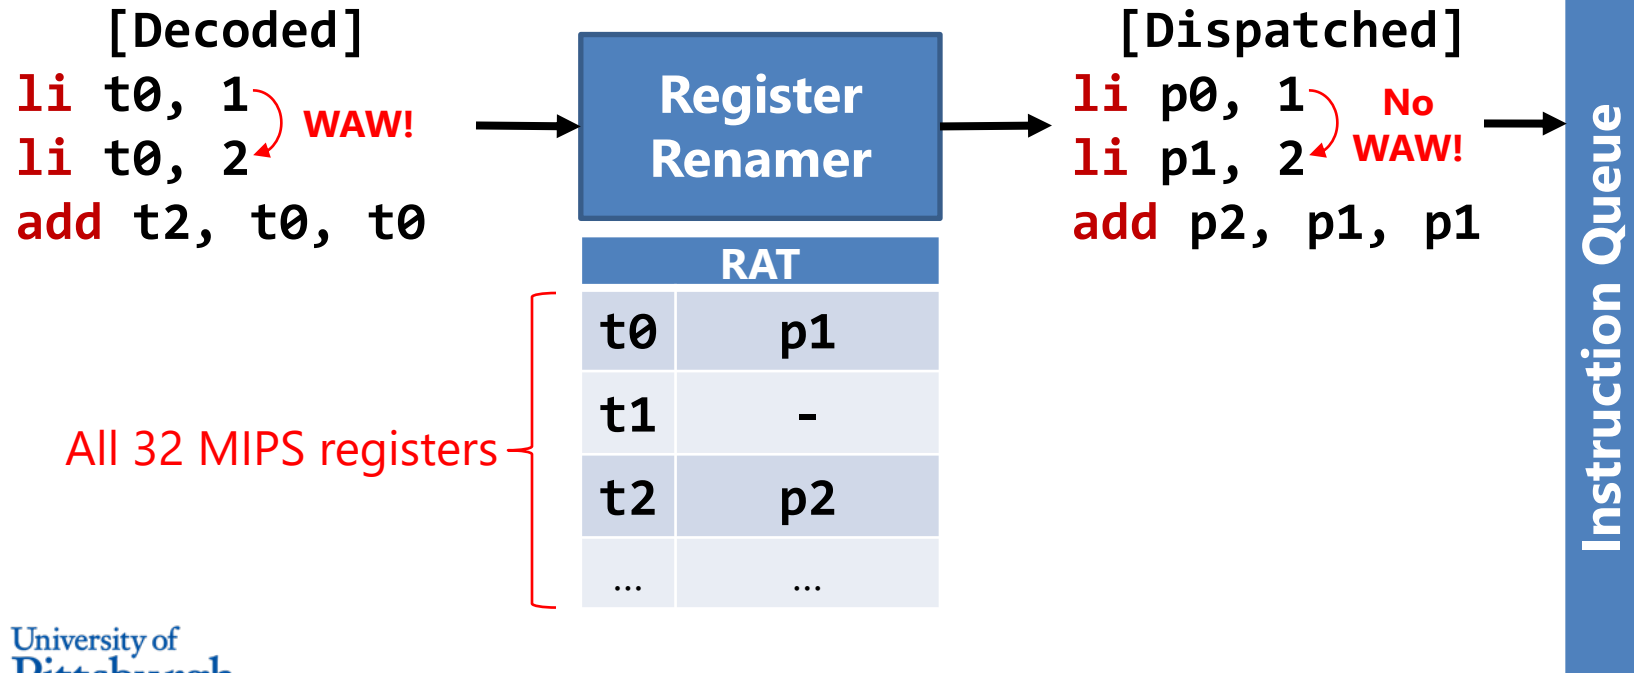 [Decoded]
li t0, 1
li t0, 2
add t2, t0, t0
WAW!
Register
Renamer
RAT
t0 p1
t1 -
t2 p2
... ...
All 32 MIPS registers
[Dispatched]
li p0, 1
li p1, 2
add p2, p1, p1
No
WAW!
Instruction Queue
University of
Pittsburgh